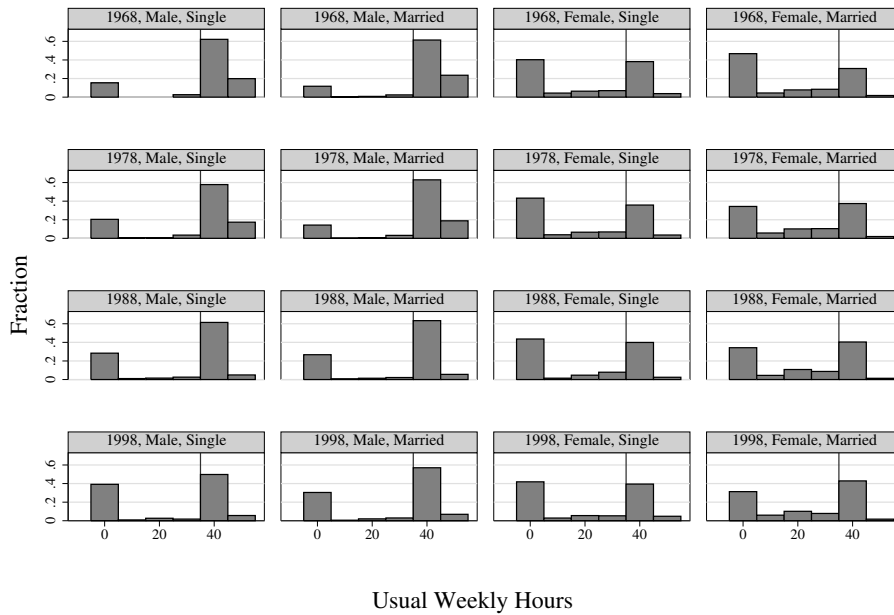 1968, Male, Single 1968, Male, Married 1968, Female, Single 1968, Female, Married
.6
.2
0
1978, Male, Single 1978, Male, Married 1978, Female, Single 1978, Female, Married
.6
.2
0
1988, Male, Single 1988, Male, Married 1988, Female, Single 1988, Female, Married
.6
.2
0
1998, Male, Single 1998, Male, Married 1998, Female, Single 1998, Female, Married
.6
.2
0
0 20 40 0 20 40 0 20 40 0 20 40
Fraction
Usual Weekly Hours